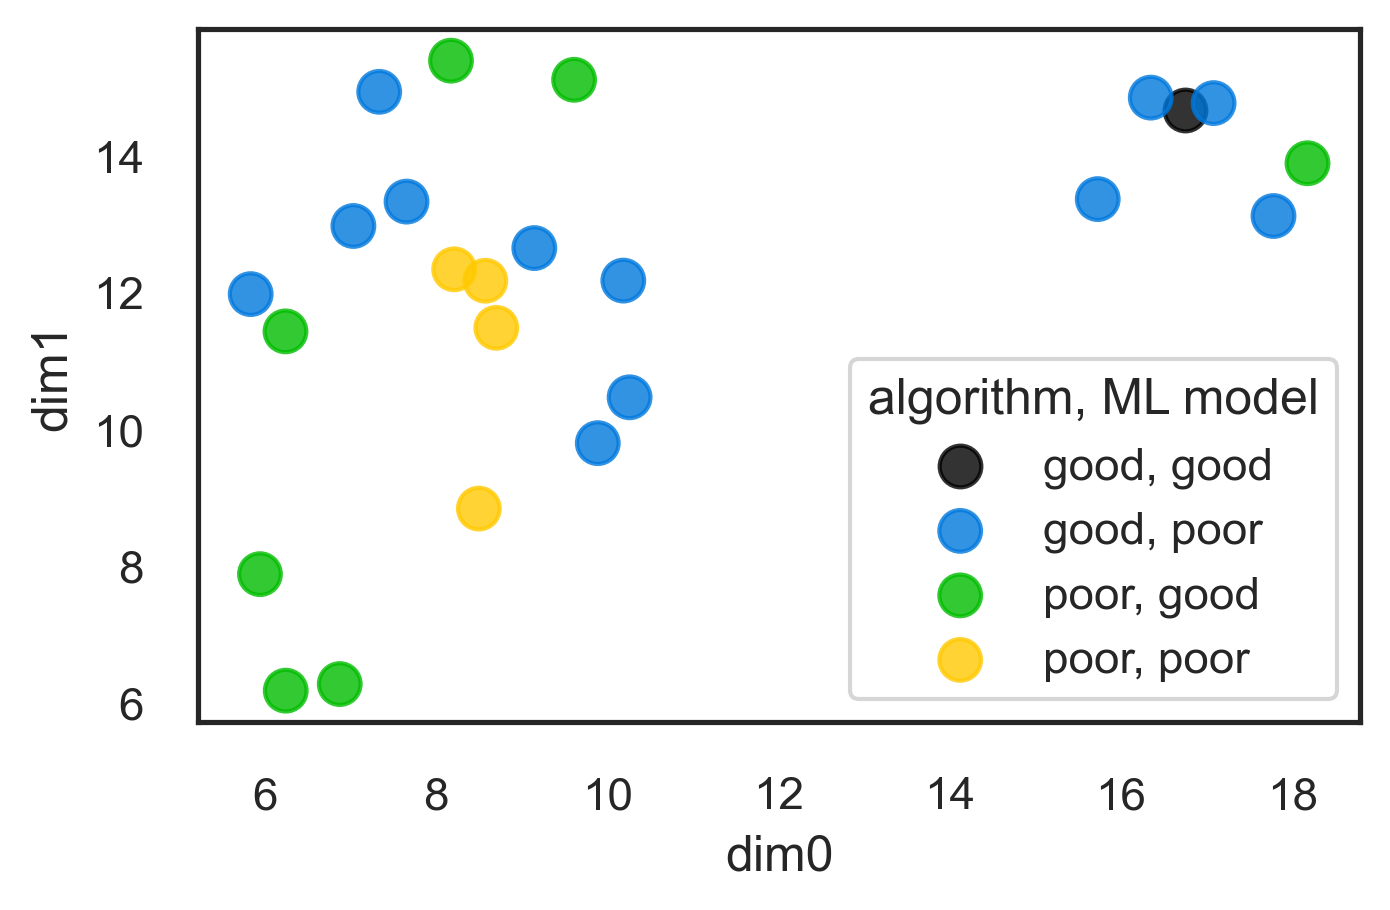 14
12
10
8
6
dim1
algorithm, ML model
good, good
good, poor
poor, good
poor, poor
6 8 10 12 14 16 18
dim0